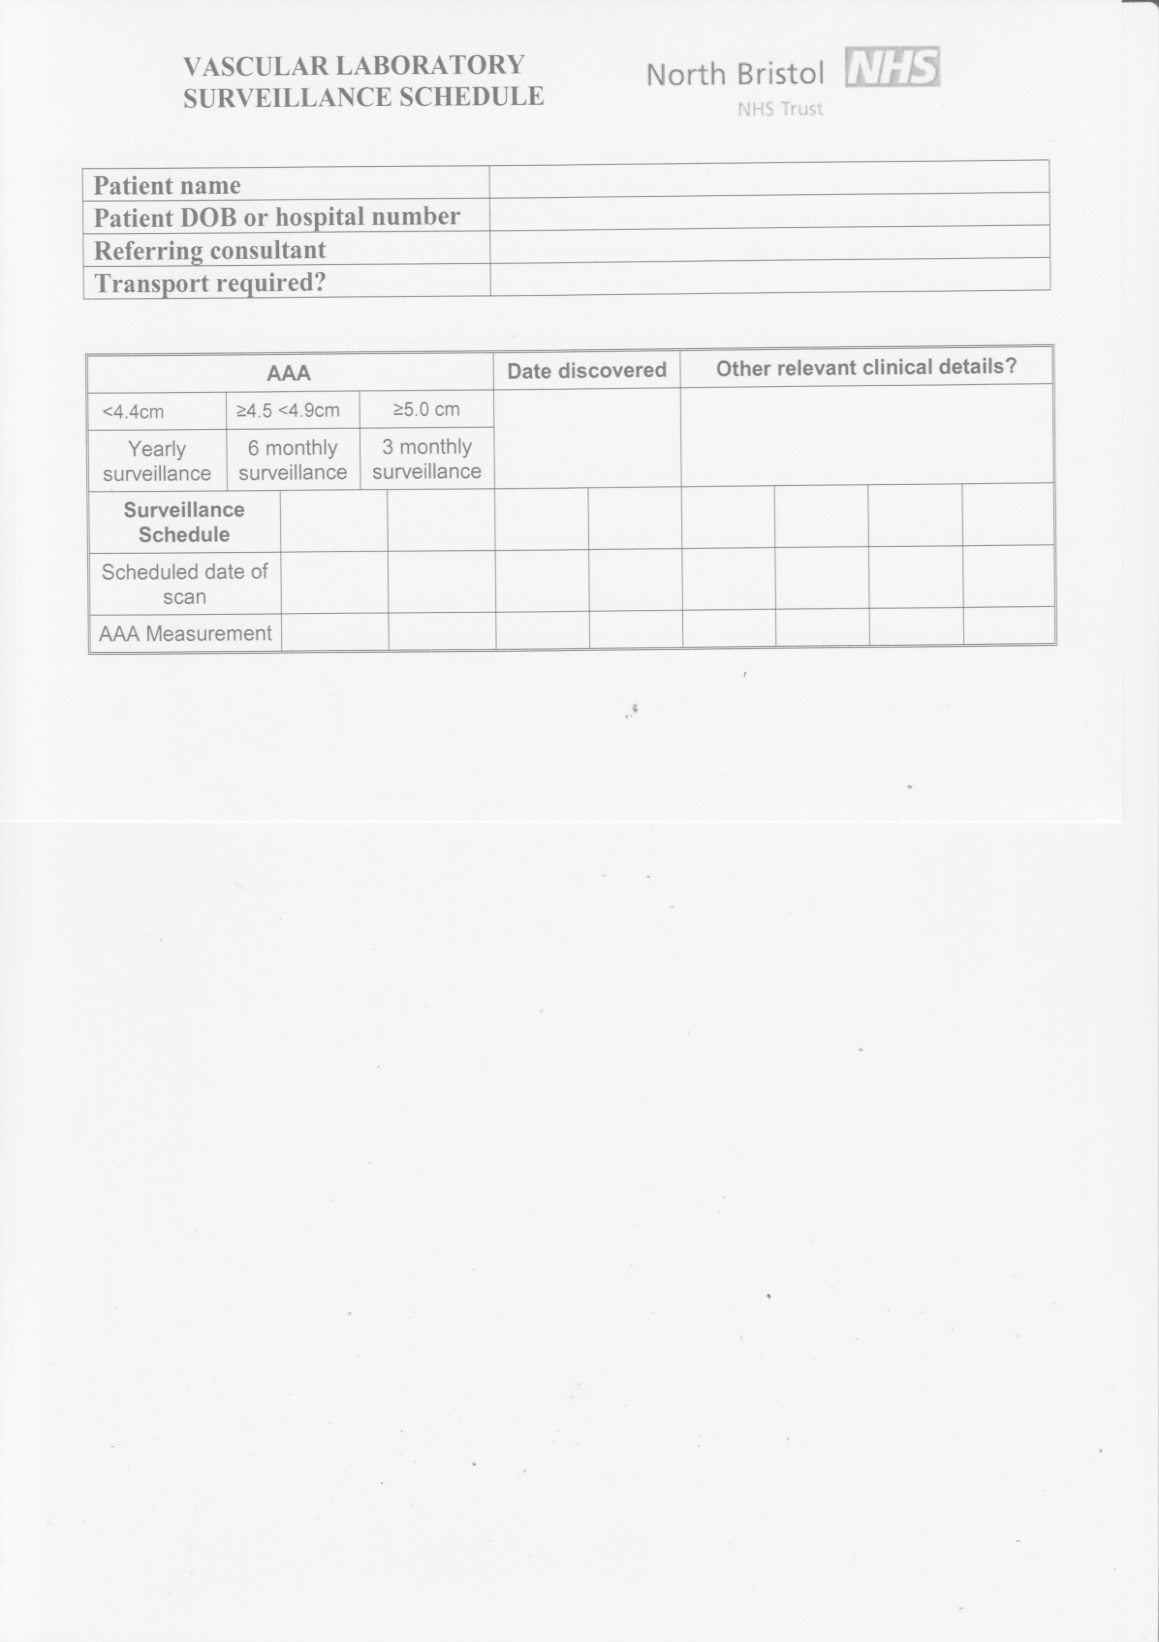 VASCULAR LABORATORY
SURVEILLANCE SCHEDULE
North Bristol NHS
NHS Trust
Patient name
Patient DOB or hospital number
Referring consultant
Transport required?
AAA
Date discovered
Other relevant clinical details?
<4.4cm
≥4.5 <4.9cm
≥5.0 cm
Yearly
surveillance
6 monthly
surveillance
3 monthly
surveillance
Surveillance
Schedule
Scheduled date of
scan
AAA Measurement